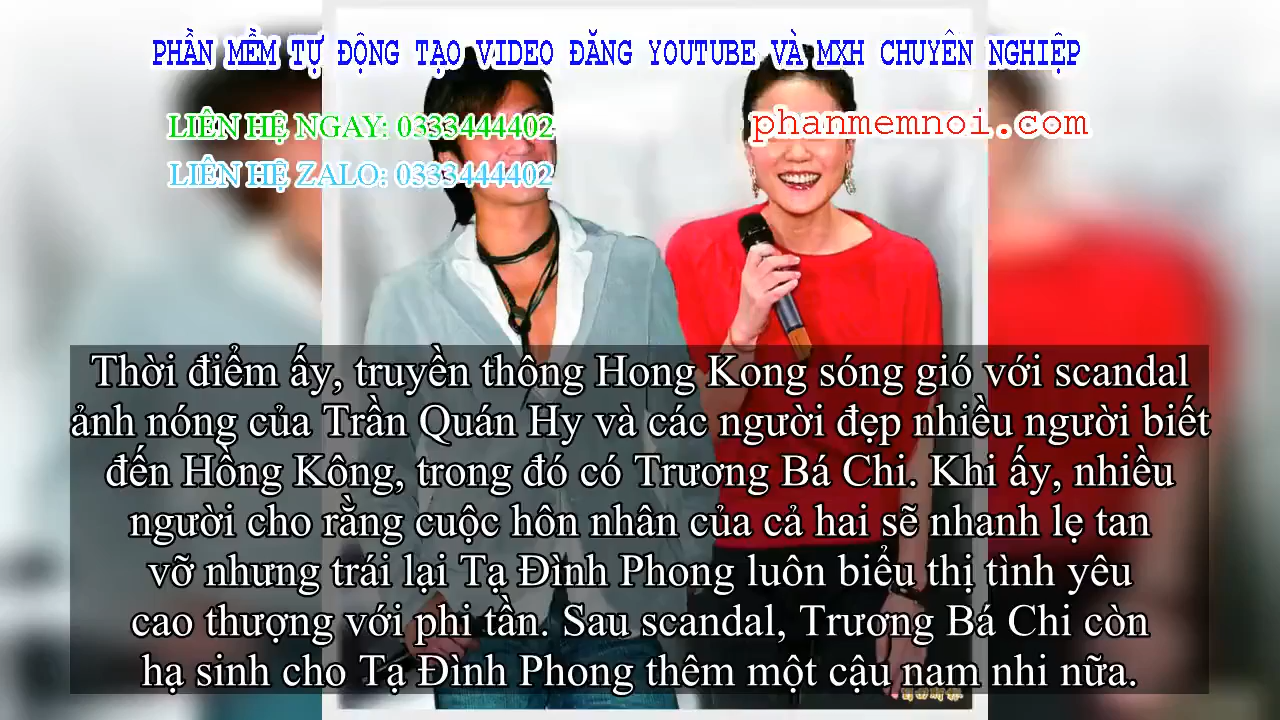 PHẦN MỀM TỰ ĐỘNG TẠO VIDEO ĐĂNG YOUTUBE VÀ MXH CHUYÊN NGHIỆP
LIÊN HỆ NGAY: 0333444402
phanmemnoi.com
LIÊN HỆ ZALO: 0333444402
Thời điểm ấy, truyền thông Hong Kong sóng gió với scandal
ảnh nóng của Trần Quán Hy và các người đẹp nhiều người biết
đến Hồng Kông, trong đó có Trương Bá Chi. Khi ấy, nhiều
người cho rằng cuộc hôn nhân của cả hai sẽ nhanh lẹ tan
vỡ nhưng trái lại Tạ Đình Phong luôn biểu thị tình yêu
cao thượng với phi tần. Sau scandal, Trương Bá Chi còn
hạ sinh cho Tạ Đình Phong thêm một cậu nam nhi nữa.